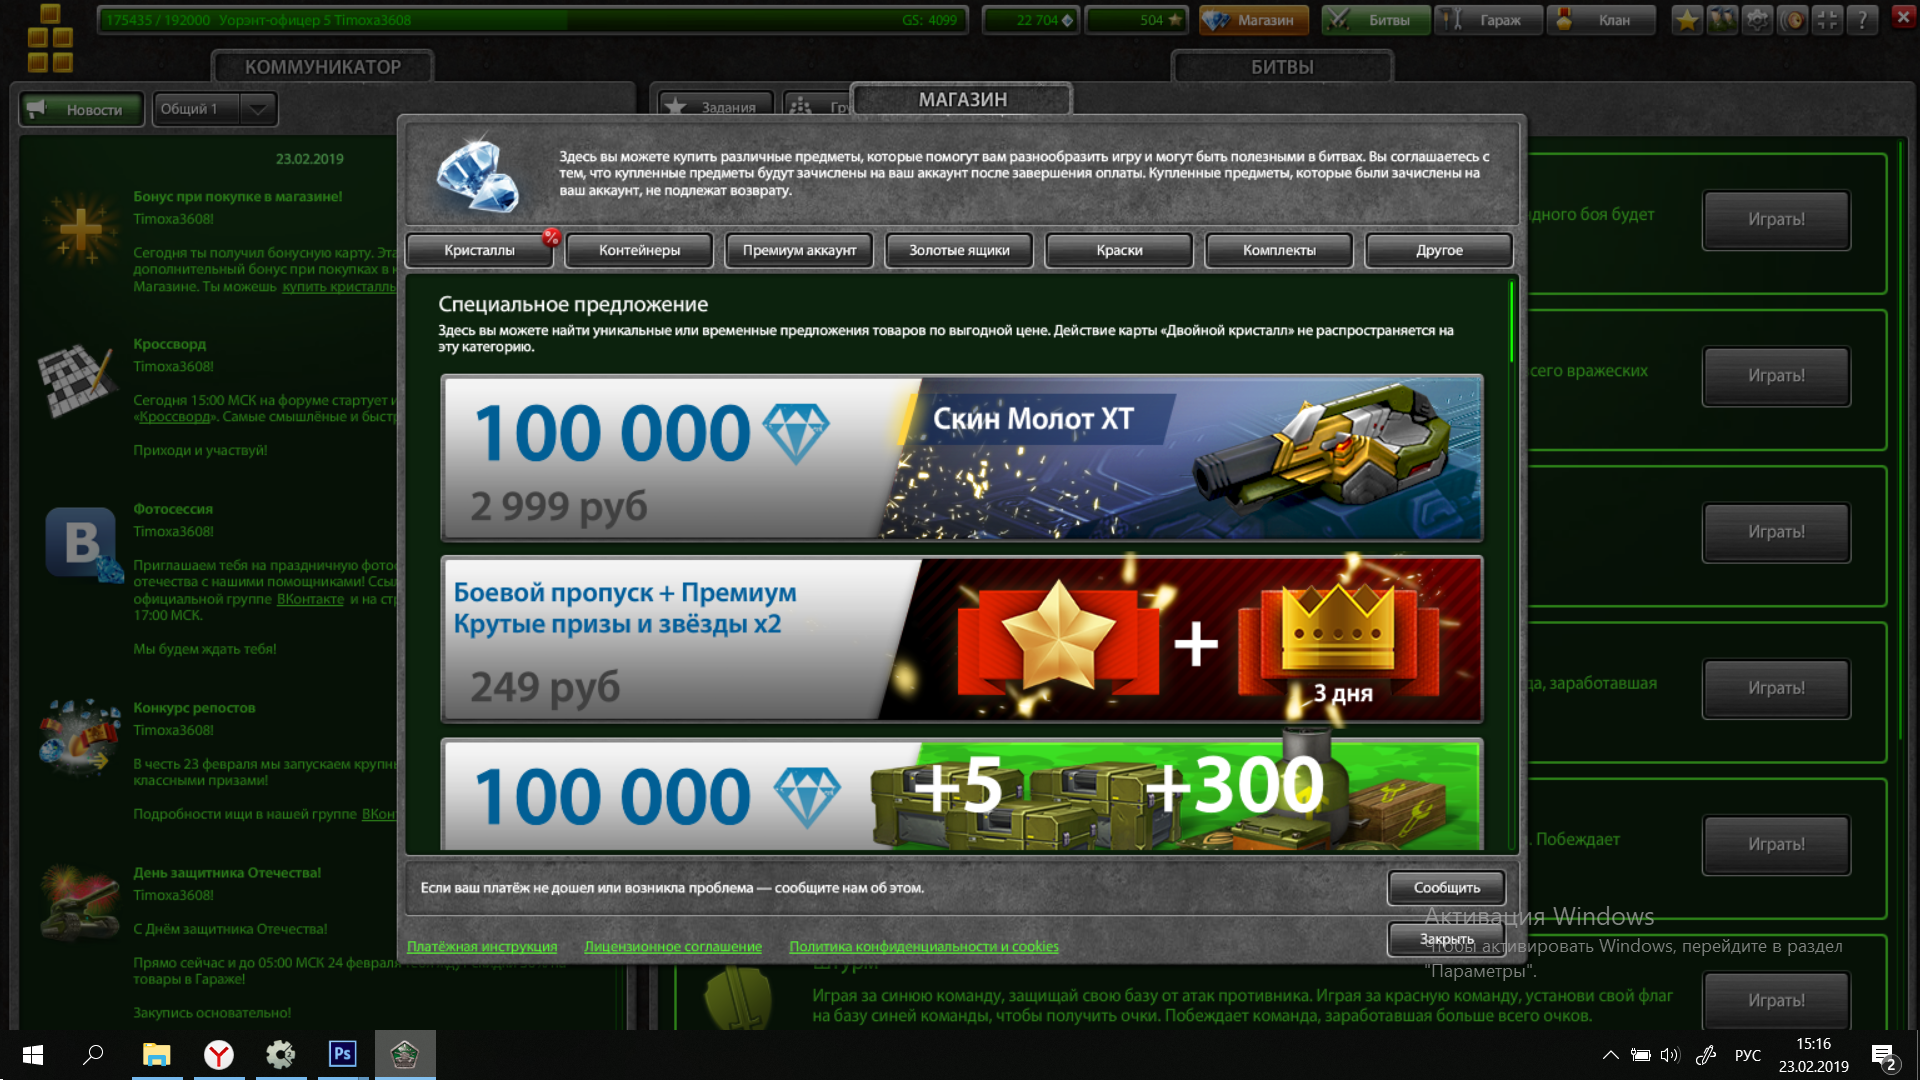 175435 / 192000 Уорэнт-офицер 5 Timoxa3608
GS: 4099
22 704
504
Магазин
Битвы
Гараж
Клан
?
КОММУНИКАТОР
БИТВЫ
Новости
Общий 1
Задания
МАГАЗИН
23.02.2019
Бонус при покупке в магазине!
Timoxa3608!
Сегодня ты получил бонусную карту.
дополнительный бонус при покупках в
Магазине. Ты можешь купить кристаллы
Кроссворд
Timoxa3608!
Сегодня 15:00 МСК на форуме стартует
«Кроссворд». Самые смышлёные и
Приходи и участвуй!
Фотосессия
Timoxa3608!
Приглашаем тебя на праздничную
отечества с нашими помощниками!
официальной группе ВКонтакте и на
17:00 МСК.
Мы будем ждать тебя!
Конкурс репостов
Timoxa3608!
В честь 23 февраля мы запускаем
классными призами!
Подробности ищи в нашей группе
День защитника Отечества!
Timoxa3608!
С Днём защитника Отечества!
Прямо сейчас и до 05:00 МСК 24 февраля
товары в Гараже!
Закупись основательно!
Здесь вы можете купить различные предметы, которые помогут вам разнообразить игру и могут быть полезными в битвах. Вы соглашаетесь с
тем, что купленные предметы будут зачислены на ваш аккаунт после завершения оплаты. Купленные предметы, которые были зачислены на
ваш аккаунт, не подлежат возврату.
Кристаллы
%
Контейнеры
Премиум аккаунт
Золотые ящики
Краски
Комплекты
Другое
Специальное предложение
Здесь вы можете найти уникальные или временные предложения товаров по выгодной цене. Действие карты «Двойной кристалл» не распространяется на
эту категорию.
100 000
2 999 руб
Скин Молот ХТ
Боевой пропуск + Премиум
Крутые призы и звёзды х2
249 руб
+
3 дня
100 000
+5
+300
Если ваш платёж не дошел или возникла проблема — сообщите нам об этом.
Сообщить
Закрыть
Платёжная инструкция
Лицензионное соглашение
Политика конфиденциальности и cookies
боя будет
Играть!
всего вражеских
Играть!
Играть!
заработавшая
Играть!
Побеждает
Играть!
Штурм
Играя за синюю команду, защищай свою базу от атак противника. Играя за красную команду, установи свой флаг
на базу синей команды, чтобы получить очки. Побеждает команда, заработавшая больше всего очков.
Играть!
Активация Windows
Чтобы активировать Windows, перейдите в раздел
"Параметры".
B
Ps
РУС
15:16
23.02.2019
2